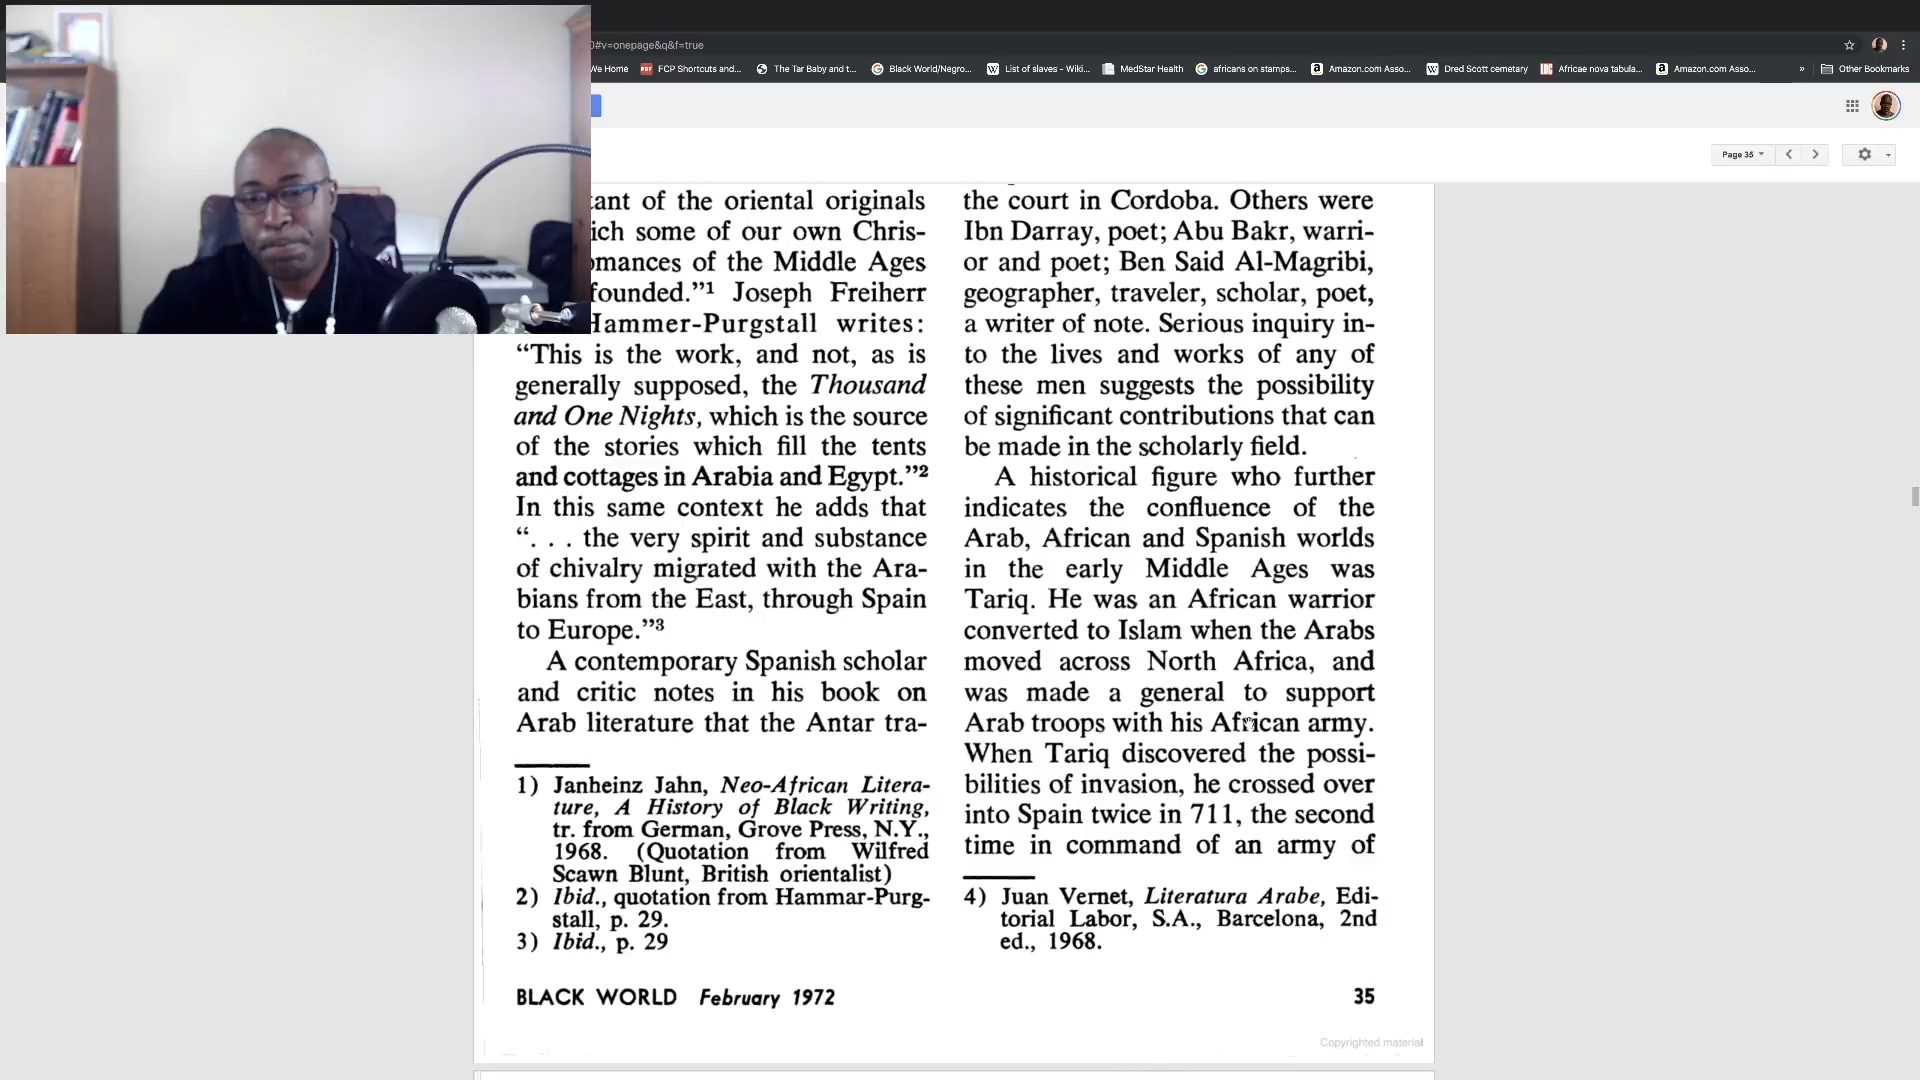 0#v=onepage&q&f=true
We Home
FCP Shortcuts and...
The Tar Baby and t...
Black World/Negro...
List of slaves - Wiki...
MedStar Health
africans on stamps...
Amazon.com Asso...
Dred Scott cemetary
Africae nova tabula...
Amazon.com Asso...
»
Other Bookmarks
Page 35
tant of the oriental originals
ich some of our own Chris-
omances of the Middle Ages
founded.”¹ Joseph Freiherr
Hammer-Purgstall writes:
“This is the work, and not, as is
generally supposed, the Thousand
and One Nights, which is the source
of the stories which fill the tents
and cottages in Arabia and Egypt.”²
In this same context he adds that
“. . . the very spirit and substance
of chivalry migrated with the Ara-
bians from the East, through Spain
to Europe.”³
A contemporary Spanish scholar
and critic notes in his book on
Arab literature that the Antar tra-
1) Janheinz Jahn, Neo-African Litera-
ture, A History of Black Writing,
tr. from German, Grove Press, N.Y.,
1968. (Quotation from Wilfred
Scawn Blunt, British orientalist)
2) Ibid., quotation from Hammar-Purg-
stall, p. 29.
3) Ibid., p. 29
the court in Cordoba. Others were
Ibn Darray, poet; Abu Bakr, warri-
or and poet; Ben Said Al-Magribi,
geographer, traveler, scholar, poet,
a writer of note. Serious inquiry in-
to the lives and works of any of
these men suggests the possibility
of significant contributions that can
be made in the scholarly field.
A historical figure who further
indicates the confluence of the
Arab, African and Spanish worlds
in the early Middle Ages was
Tariq. He was an African warrior
converted to Islam when the Arabs
moved across North Africa, and
was made a general to support
Arab troops with his African army.
When Tariq discovered the possi-
bilities of invasion, he crossed over
into Spain twice in 711, the second
time in command of an army of
4) Juan Vernet, Literatura Arabe, Edi-
torial Labor, S.A., Barcelona, 2nd
ed., 1968.
BLACK WORLD February 1972
35
Copyrighted material